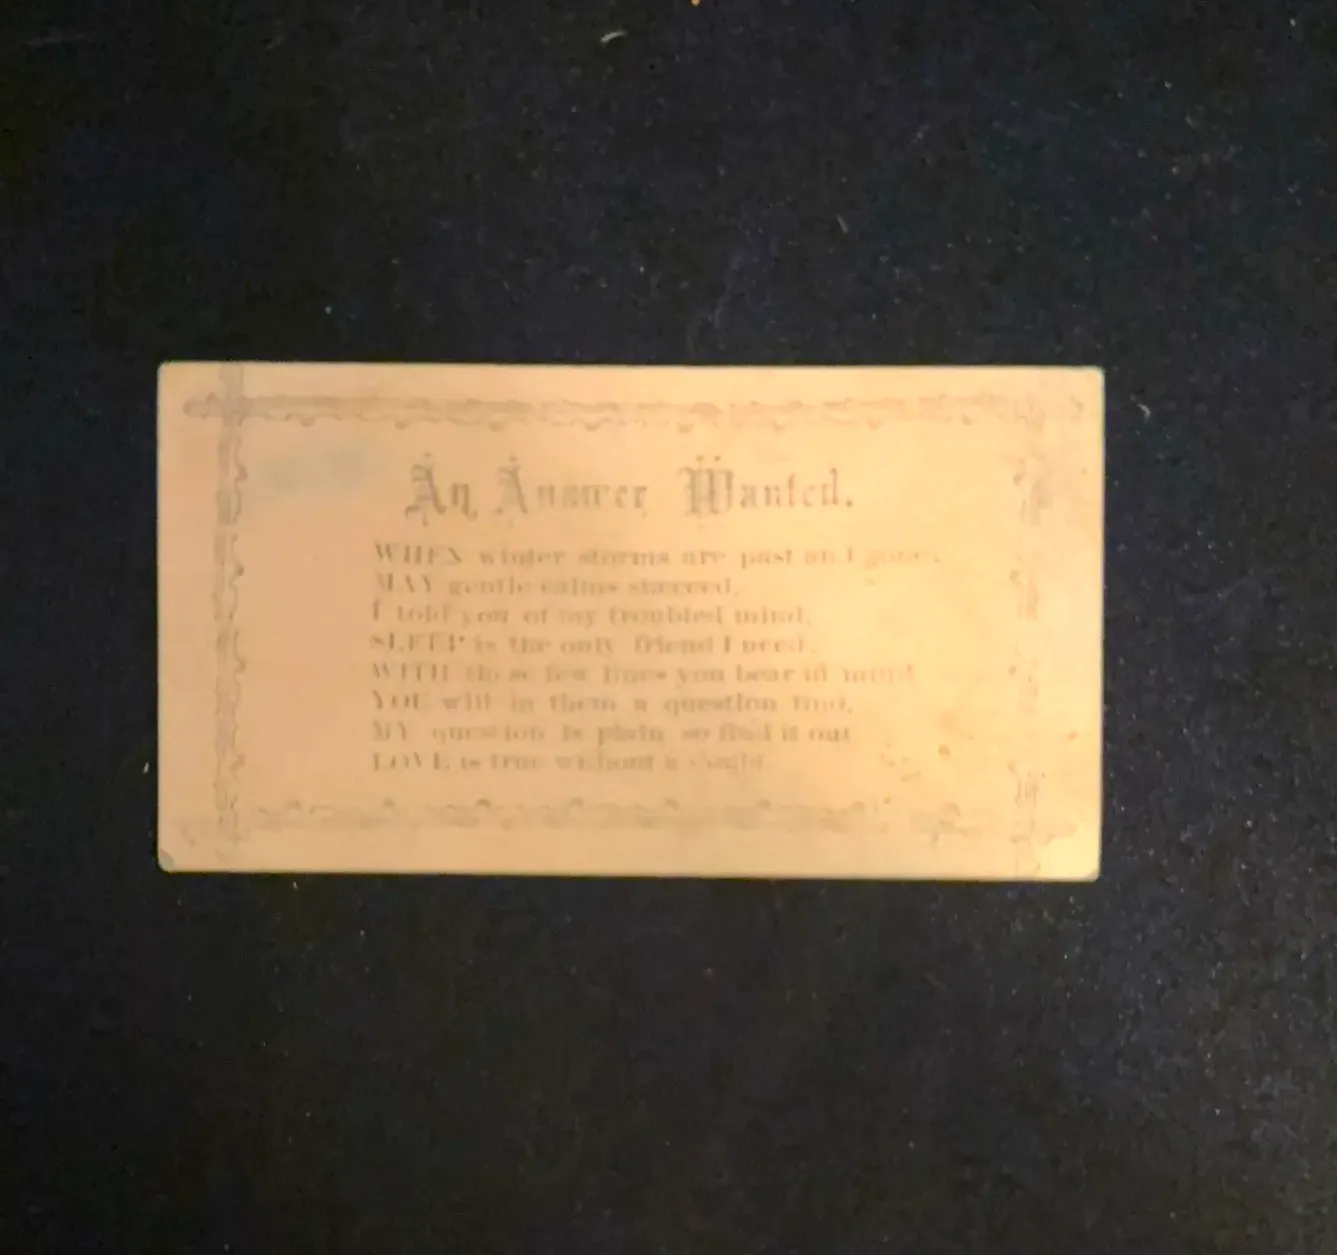 An Answer Wanted.
WHEN winter storms are past and gone,
MAY gentle calms succeed,
I told you of my troubled mind,
SLEEP is the only friend I need.
WITH these few lines you bear in mind
YOU will in them a question find,
MY question is plain so find it out
LOVE is true without a doubt.